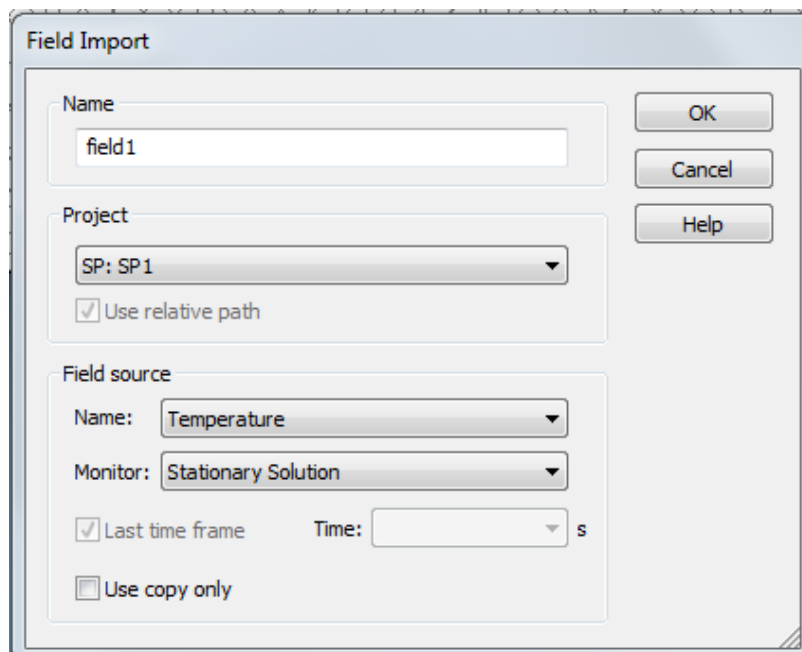 Field Import
Name
field1
OK
Cancel
Help
Project
SP: SP1
Use relative path
Field source
Name: Temperature
Monitor: Stationary Solution
Last time frame Time: s
Use copy only